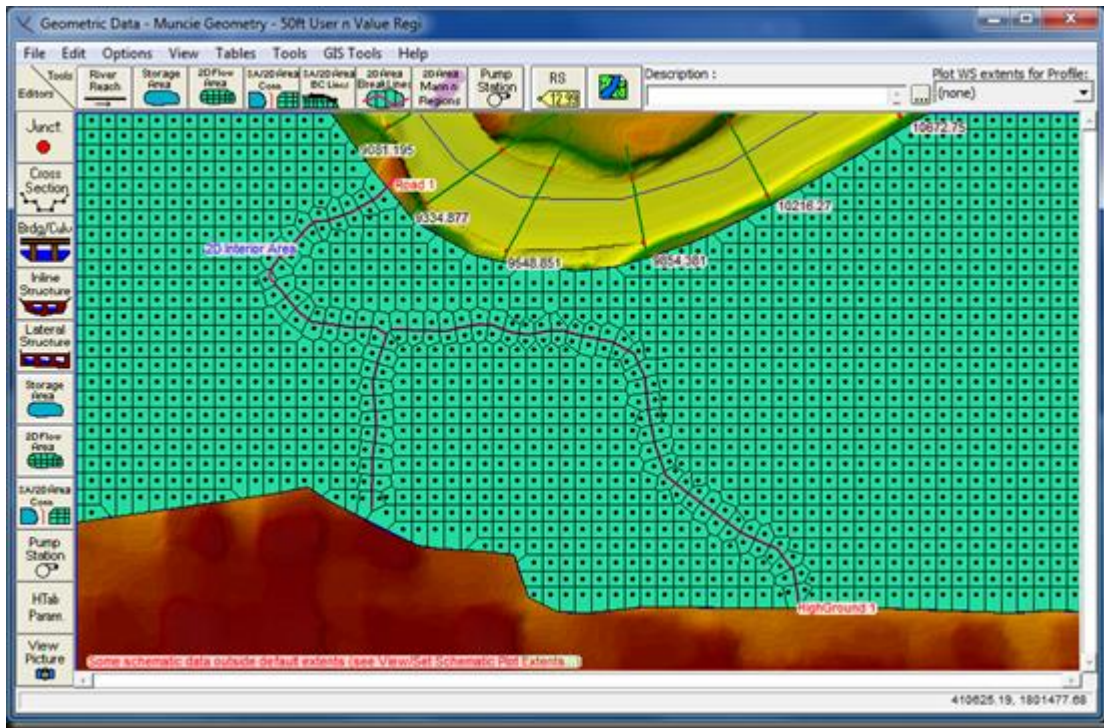 Geometric Data - Muncie Geometry - 50ft User n Value Regi
File Edit Options View Tables Tools GIS Tools Help
Tools
Editors
River
Reach
Storage
Area
2D Flow
Area
SA/2D Area
Conn
SA/2D Area
BC Lines
2D Area
Break Lines
2D Area
Mann n
Regions
Pump
Station
RS
12.99
Description :
...
Plot WS extents for Profile:
(none)
Junct.
Cross
Section
Brdg/Culv
Inline
Structure
Lateral
Structure
Storage
Area
2D Flow
Area
SA/2D Area
Conn
Pump
Station
HTab
Param.
View
Picture
9081.195
10672.75
Road 1
9334.877
10216.27
2D Interior Area
9548.851
9854.381
HighGround 1
Some schematic data outside default extents (see View/Set Schematic Plot Extents ...)
410625.19, 1801477.68